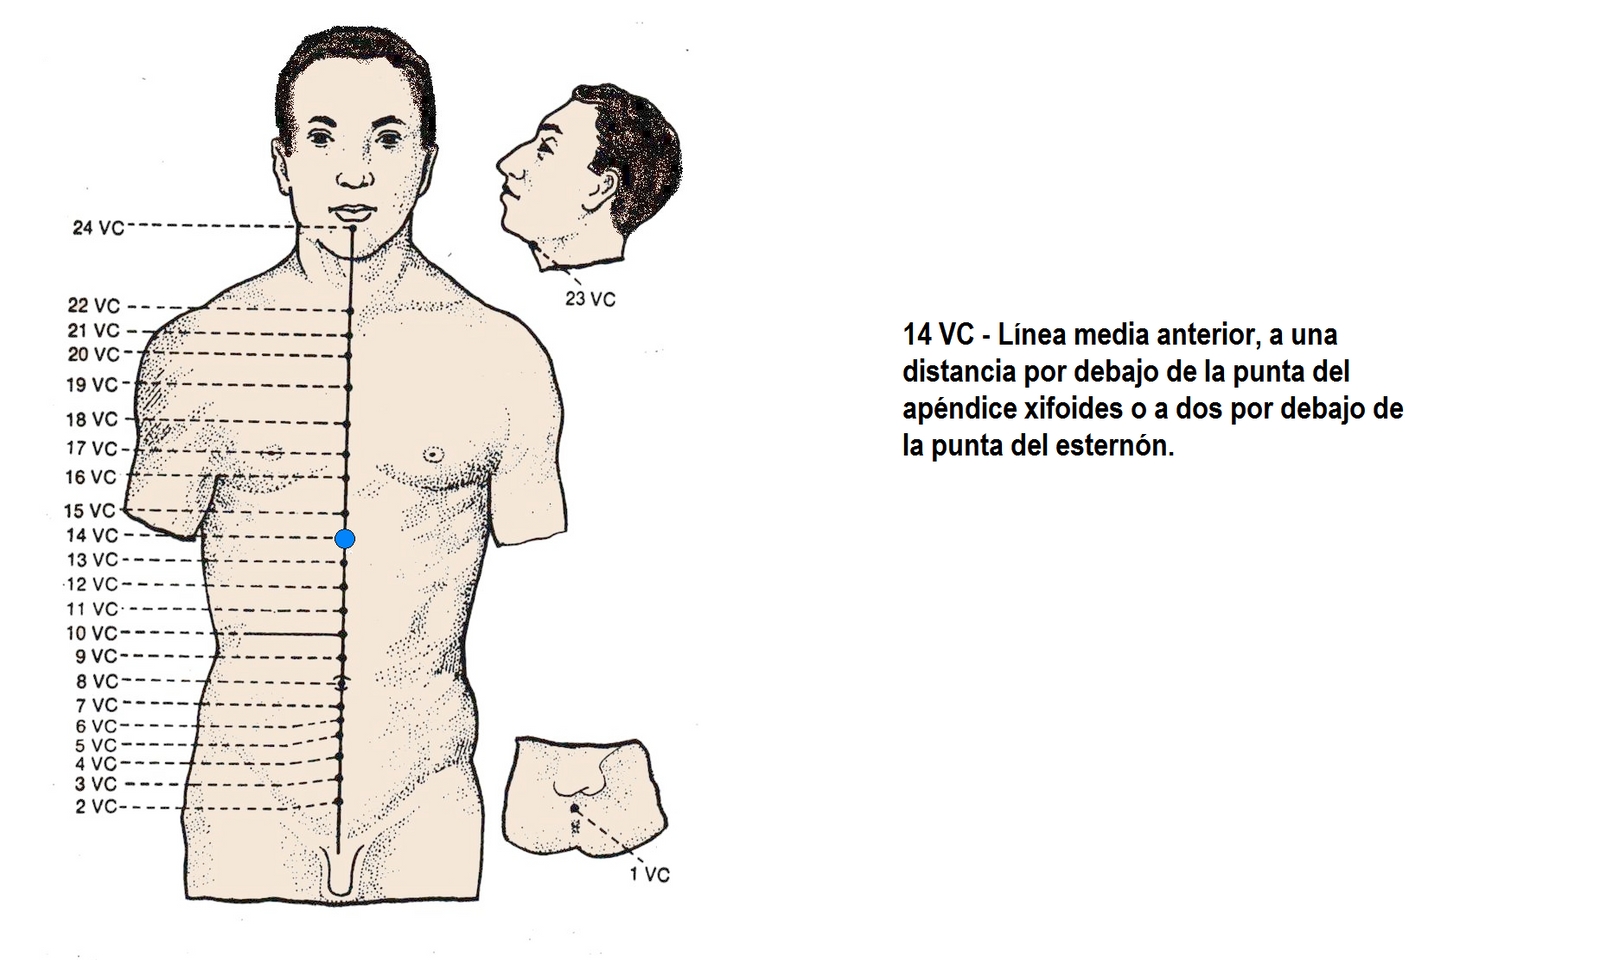 24 VC
23 VC
22 VC
21 VC
20 VC
19 VC
18 VC
17 VC
16 VC
15 VC
14 VC
13 VC
12 VC
11 VC
10 VC
9 VC
8 VC
7 VC
6 VC
5 VC
4 VC
3 VC
2 VC
1 VC
14 VC - Línea media anterior, a una
distancia por debajo de la punta del
apéndice xifoides o a dos por debajo de
la punta del esternón.